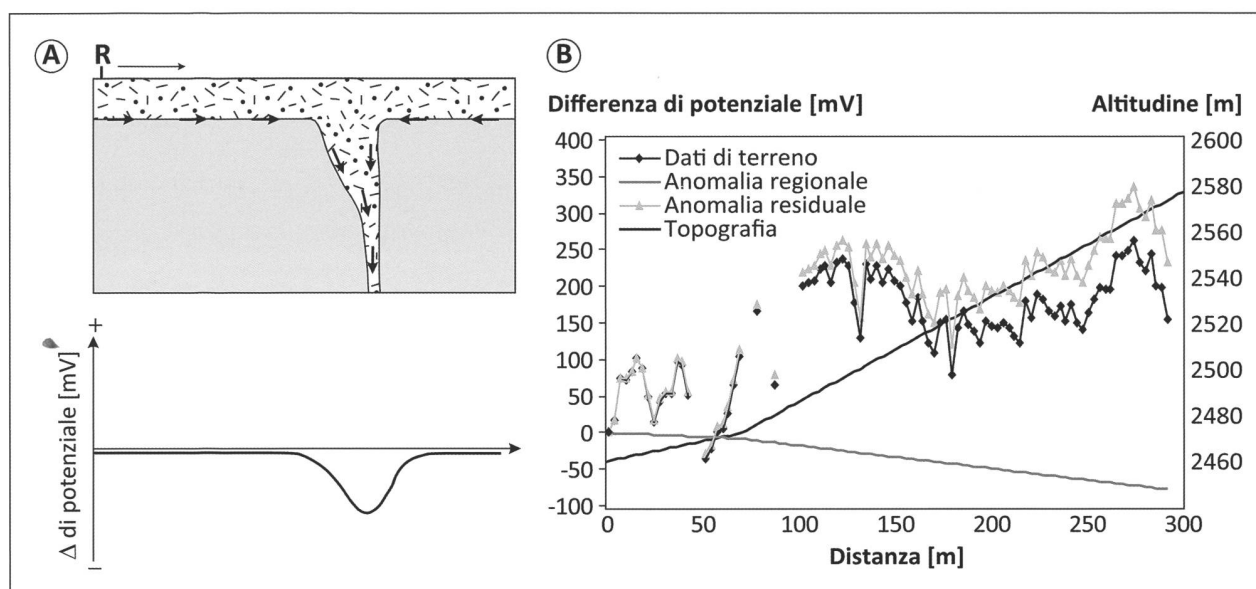 A
R
+
Δ di potenziale [mV]
–
B
Differenza di potenziale [mV]
Altitudine [m]
400
350
300
250
200
150
100
50
0
-50
-100
Dati di terreno
Anomalia regionale
Anomalia residuale
Topografia
2600
2580
2560
2540
2520
2500
2480
2460
0
50
100
150
200
250
300
Distanza [m]